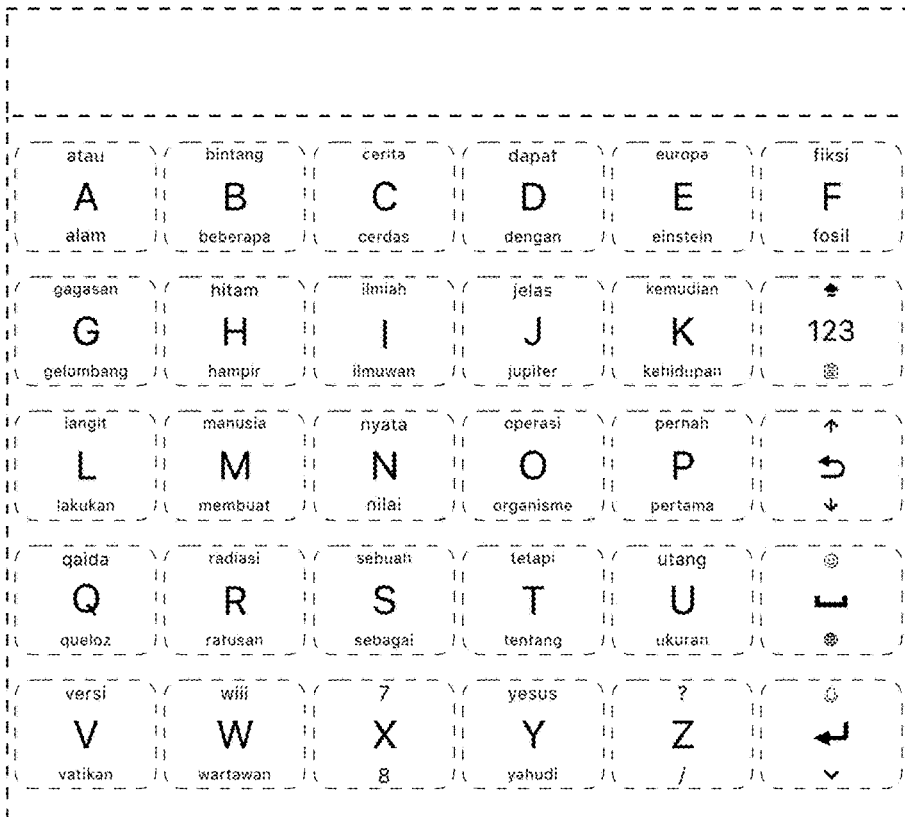 atau bintang cerita dapat europa fiksi
A B C D E F
alam beberapa cerdas dengan einstein fosil
gagasan hitam ilmiah jelas kemudian
G H I J K 123
gelombang hampir ilmuwan jupiter kehidupan
langit manusia nyata operasi pernah
L M N O P
lakukan membuat nilai organisme pertama
qaida radiasi sebuah tetapi utang
Q R S T U
queloz ratusan sebagai tentang ukuran
versi wiii 7 yesus ?
V W X Y Z
vatikan wartawan 8 yahudi /